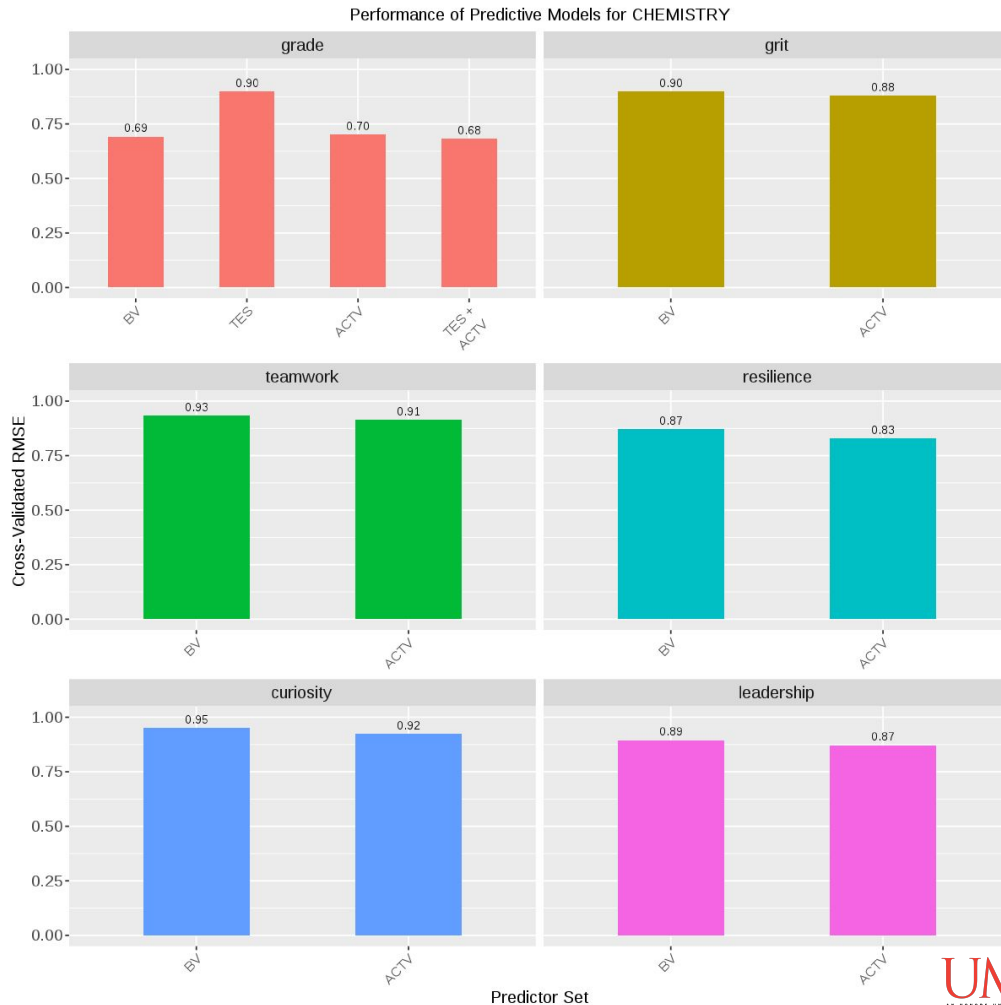 Performance of Predictive Models for CHEMISTRY
grade
grit
1.00
0.75
0.50
0.25
0.00
0.69
0.90
0.70
0.68
0.90
0.88
BV
TES
ACTV
TES +
ACTV
BV
ACTV
Cross-Validated RMSE
teamwork
resilience
1.00
0.75
0.50
0.25
0.00
0.93
0.91
0.87
0.83
BV
ACTV
BV
ACTV
curiosity
leadership
1.00
0.75
0.50
0.25
0.00
0.95
0.92
0.89
0.87
BV
ACTV
BV
ACTV
Predictor Set